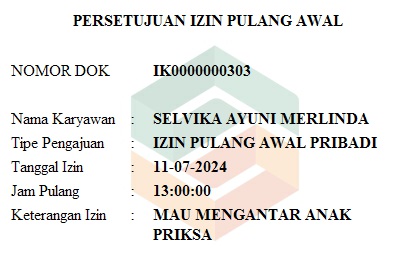 PERSETUJUAN IZIN PULANG AWAL
NOMOR DOK IK0000000303
Nama Karyawan : SELVIKA AYUNI MERLINDA
Tipe Pengajuan : IZIN PULANG AWAL PRIBADI
Tanggal Izin : 11-07-2024
Jam Pulang : 13:00:00
Keterangan Izin : MAU MENGANTAR ANAK
PRIKSA